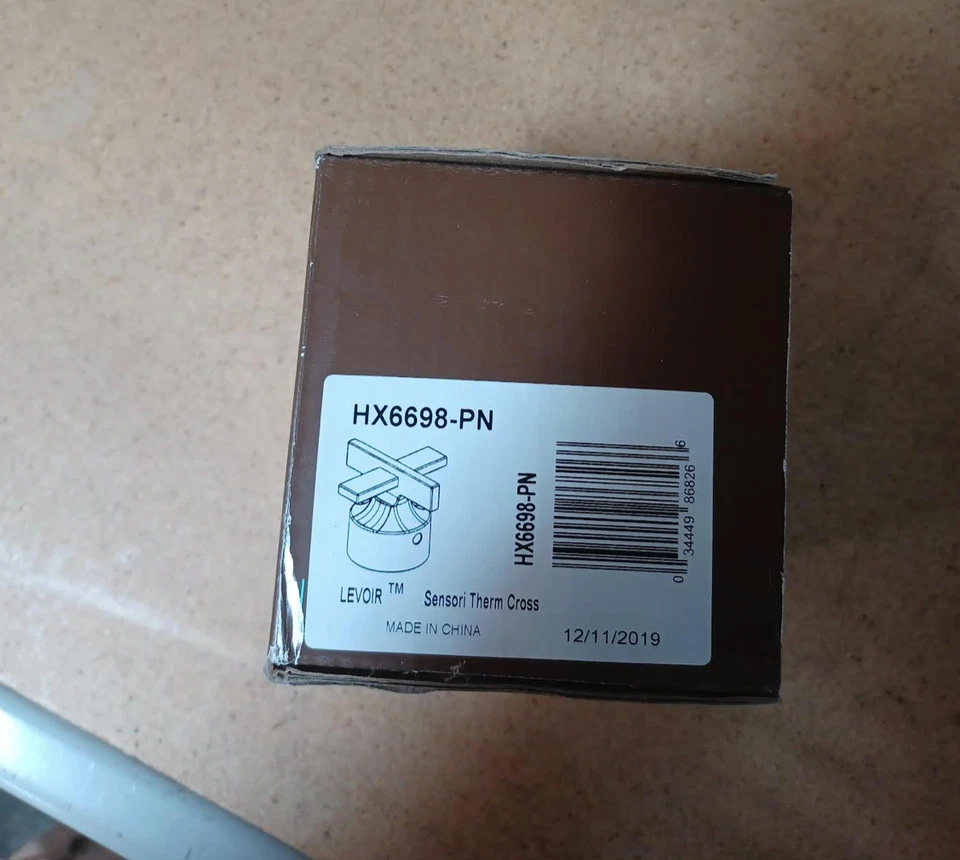 HX6698-PN
HX6698-PN
0 34449 86826 6
LEVOIR ™ Sensori Therm Cross
MADE IN CHINA 12/11/2019